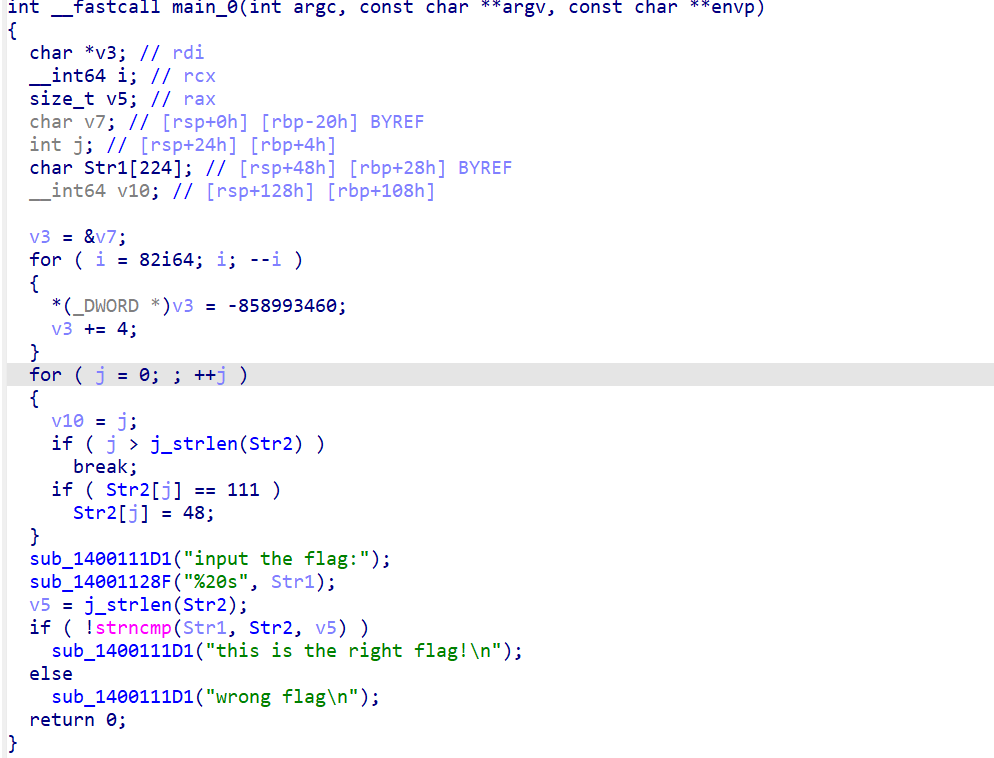 int __fastcall main_0(int argc, const char **argv, const char **envp)
{
  char *v3; // rdi
  __int64 i; // rcx
  size_t v5; // rax
  char v7; // [rsp+0h] [rbp-20h] BYREF
  int j; // [rsp+24h] [rbp+4h]
  char Str1[224]; // [rsp+48h] [rbp+28h] BYREF
  __int64 v10; // [rsp+128h] [rbp+108h]

  v3 = &v7;
  for ( i = 82i64; i; --i )
  {
    *(_DWORD *)v3 = -858993460;
    v3 += 4;
  }
  for ( j = 0; ; ++j )
  {
    v10 = j;
    if ( j > j_strlen(Str2) )
      break;
    if ( Str2[j] == 111 )
      Str2[j] = 48;
  }
  sub_1400111D1("input the flag:");
  sub_14001128F("%20s", Str1);
  v5 = j_strlen(Str2);
  if ( !strncmp(Str1, Str2, v5) )
    sub_1400111D1("this is the right flag!\n");
  else
    sub_1400111D1("wrong flag\n");
  return 0;
}